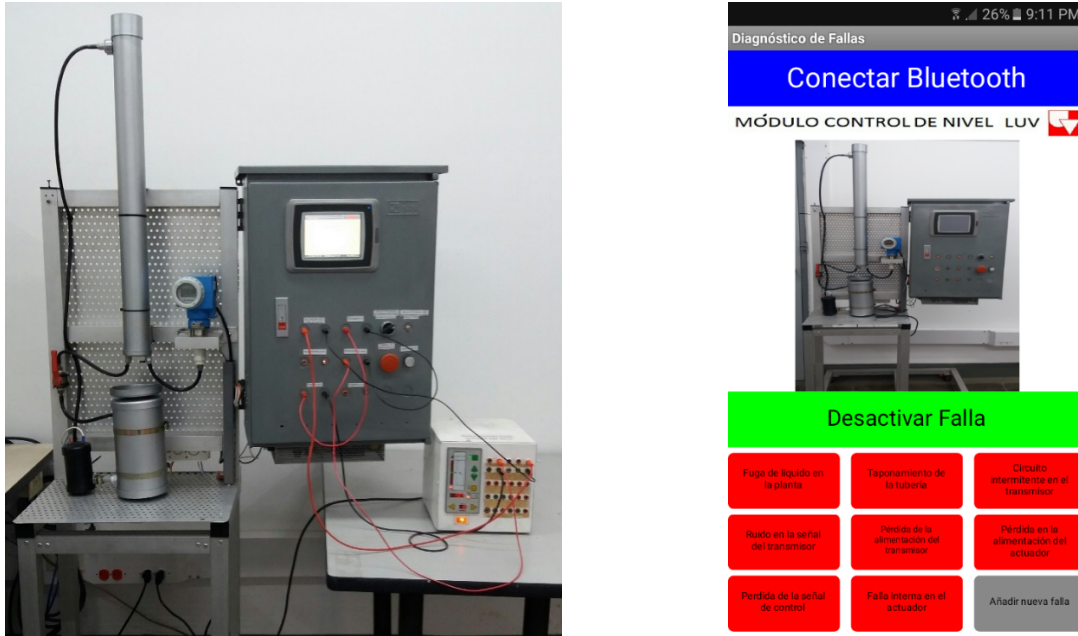 26% 9:11 PM
Diagnóstico de Fallas
Conectar Bluetooth
MÓDULO CONTROL DE NIVEL LUV
Desactivar Falla
Fuga de liquido en
la planta
Taponamiento de
la tuberia
Circuito
intermitente en el
transmisor
Ruido en la señal
del transmisor
Pérdida de la
alimentación del
transmisor
Pérdida en la
alimentación del
actuador
Perdida de la señal
de control
Falla interna en el
actuador
Añadir nueva falla